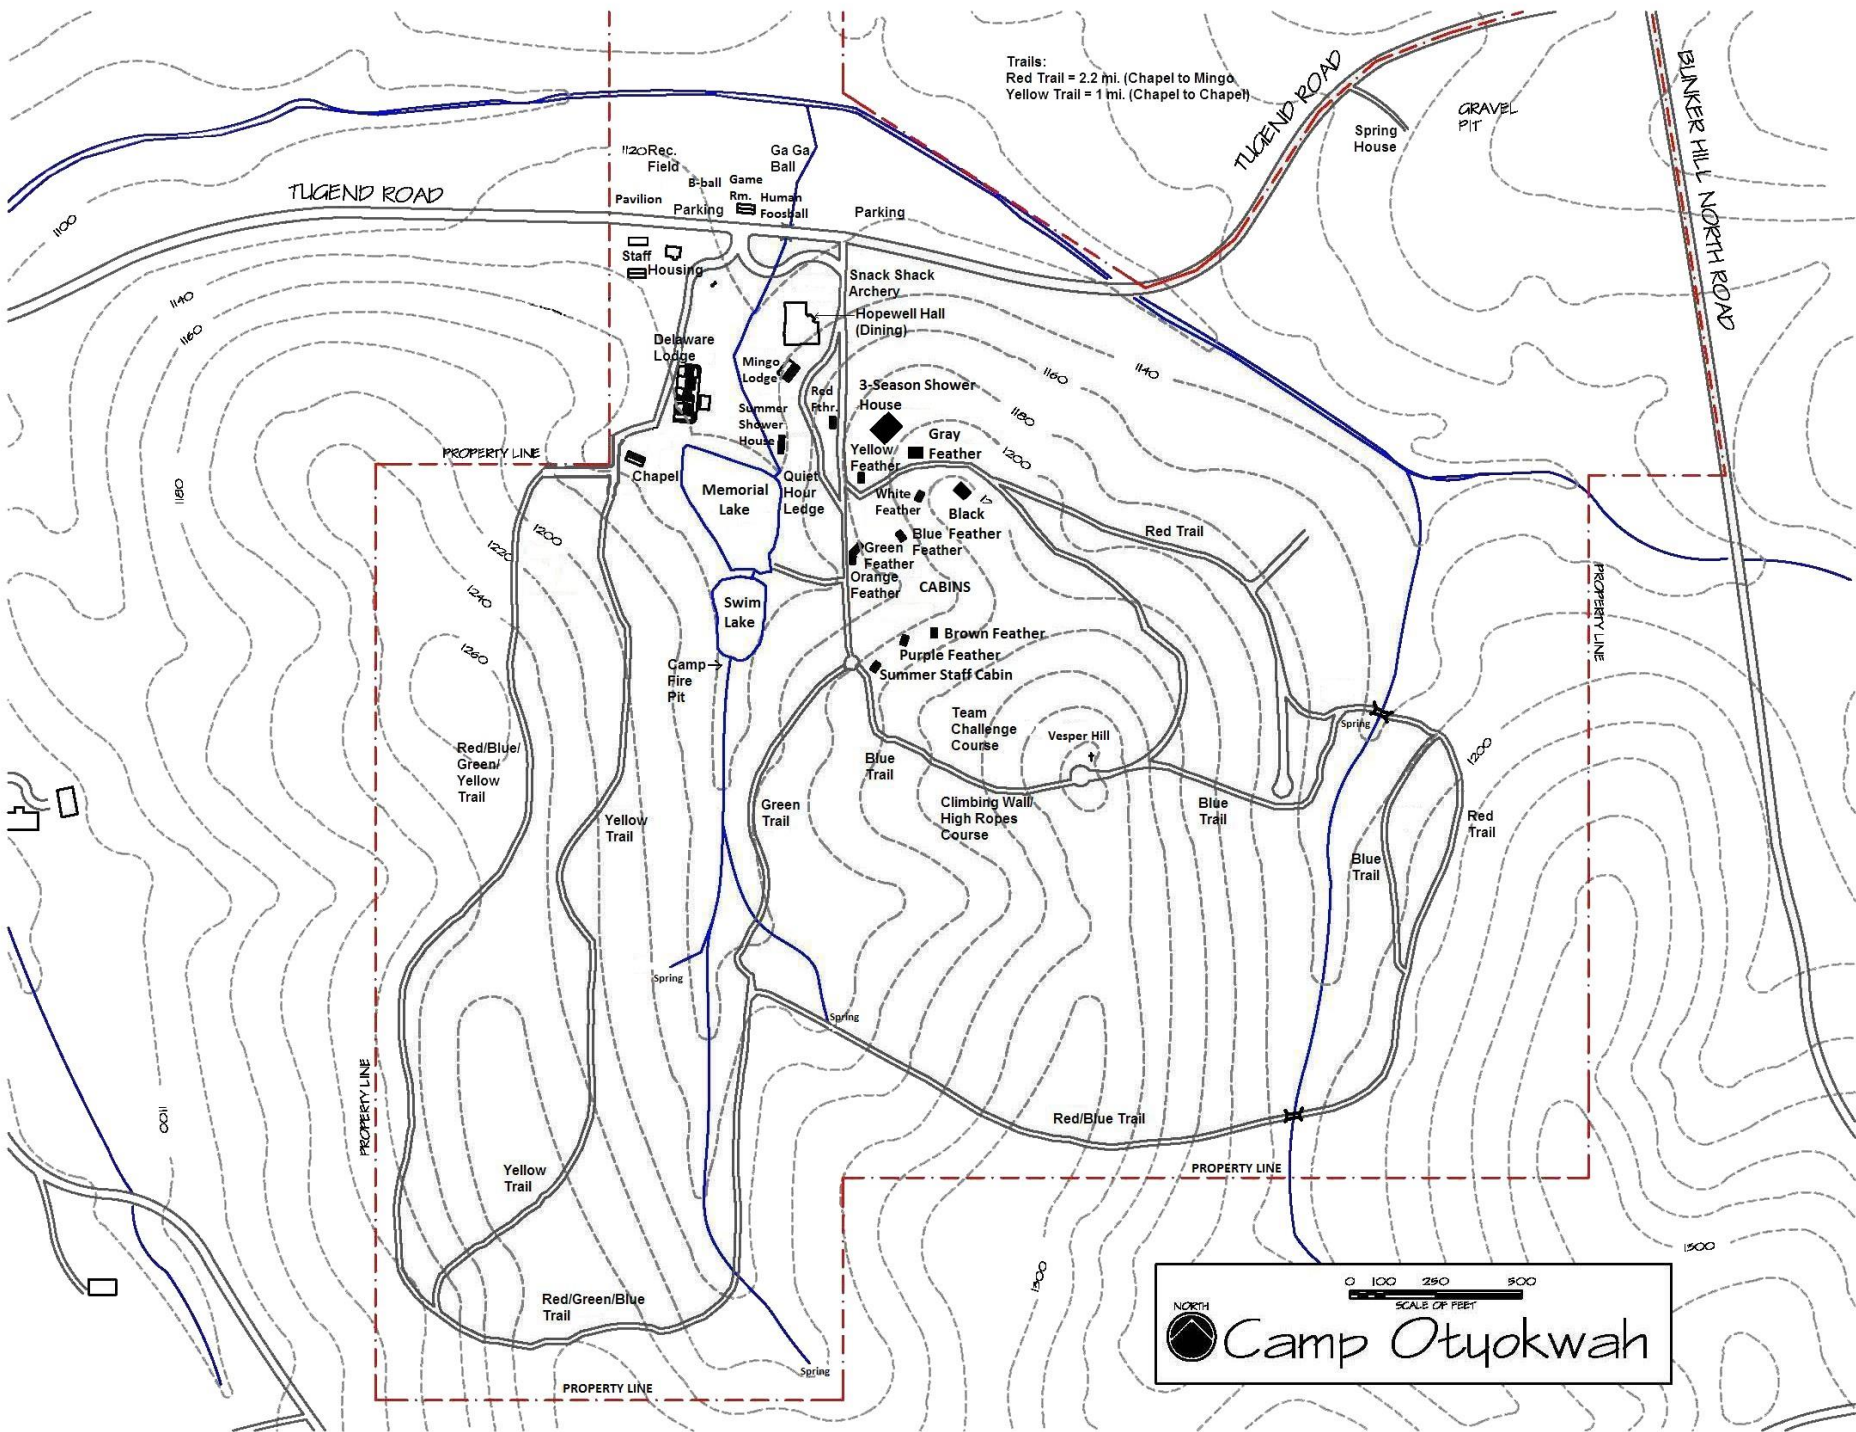 Trails:
Red Trail = 2.2 mi. (Chapel to Mingo
Yellow Trail = 1 mi. (Chapel to Chapel)
TUGEND ROAD
BUNKER HILL NORTH ROAD
GRAVEL
PIT
Spring
House
1120
Rec.
Field
Ga Ga
Ball
B-ball
Game
Rm.
Human
Foosball
Pavilion
Parking
Parking
TUGEND ROAD
1100
Staff
Housing
Snack Shack
Archery
Hopewell Hall
(Dining)
1140
1160
Delaware
Lodge
Mingo
Lodge
Red
Fthr.
3-Season Shower
House
1160
1140
1180
Summer
Shower
House
Gray
Feather
Yellow
Feather
1200
PROPERTY LINE
Chapel
Memorial
Lake
Quiet
Hour
Ledge
White
Feather
Black
Feather
Blue
Feather
1180
1200
1220
1240
1260
Red Trail
Green
Feather
Orange
Feather
CABINS
Swim
Lake
PROPERTY LINE
Brown Feather
Purple Feather
Summer Staff Cabin
Camp
Fire
Pit
Team
Challenge
Course
Vesper Hill
Spring
1200
Red/Blue/
Green/
Yellow
Trail
Blue
Trail
Green
Trail
Yellow
Trail
Climbing Wall/
High Ropes
Course
Blue
Trail
Red
Trail
Blue
Trail
Spring
Spring
PROPERTY LINE
1100
Red/Blue Trail
Yellow
Trail
PROPERTY LINE
1300
1300
Red/Green/Blue
Trail
Spring
PROPERTY LINE
0 100 250 500
SCALE OF FEET
NORTH
Camp Otyokwah